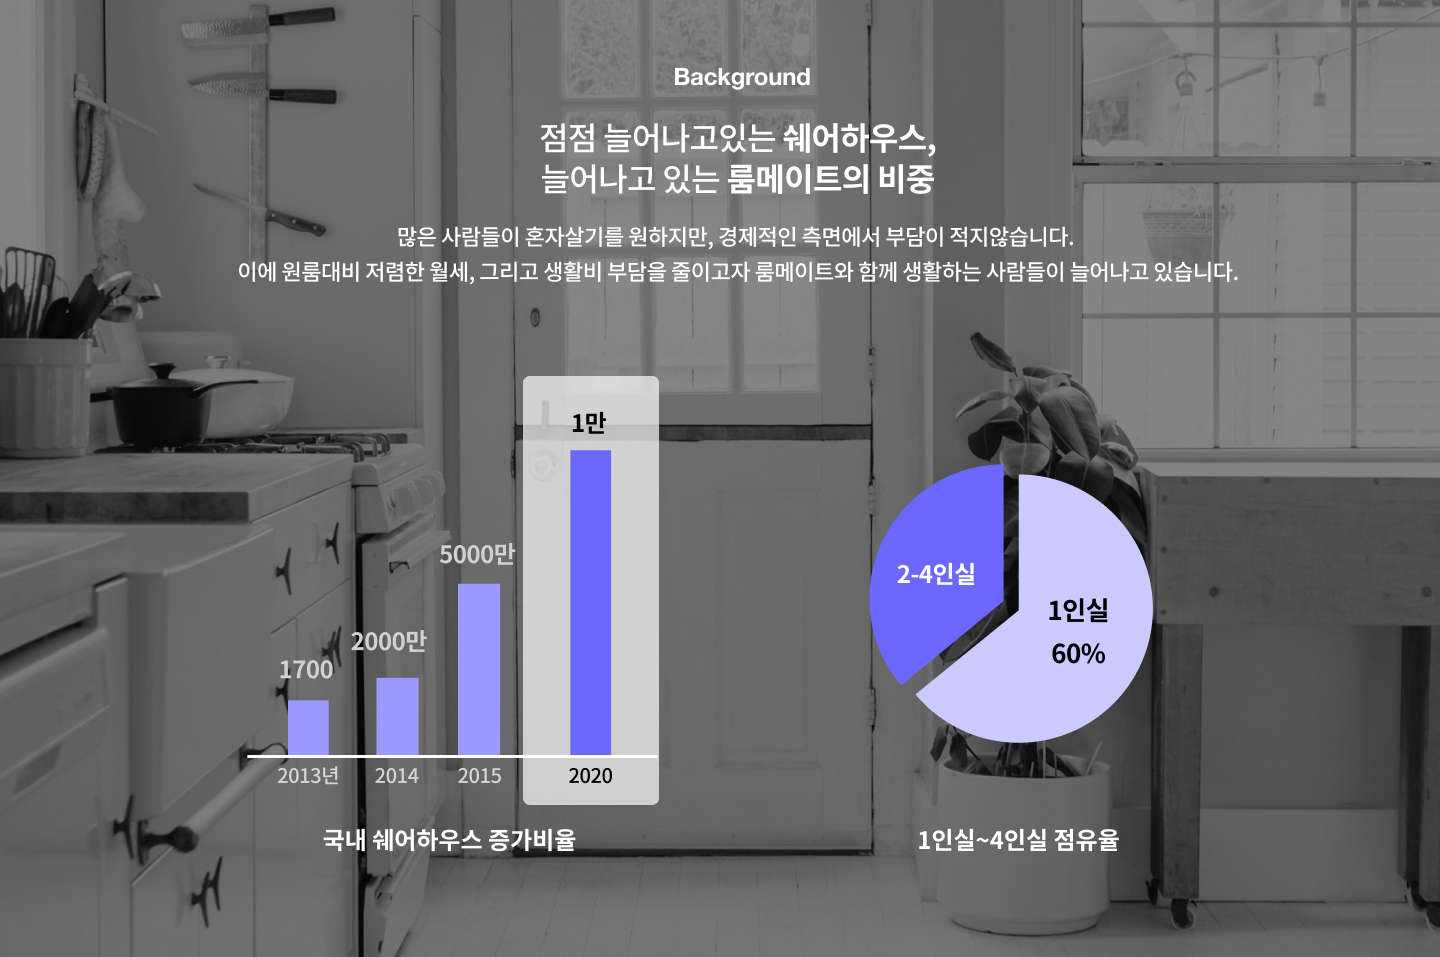 Background
점점 늘어나고있는 쉐어하우스,
늘어나고 있는 룸메이트의 비중
많은 사람들이 혼자살기를 원하지만, 경제적인 측면에서 부담이 적지않습니다.
이에 원룸대비 저렴한 월세, 그리고 생활비 부담을 줄이고자 룸메이트와 함께 생활하는 사람들이 늘어나고 있습니다.
1700
2000만
5000만
1만
2013년
2014
2015
2020
국내 쉐어하우스 증가비율
2-4인실
1인실
60%
1인실~4인실 점유율